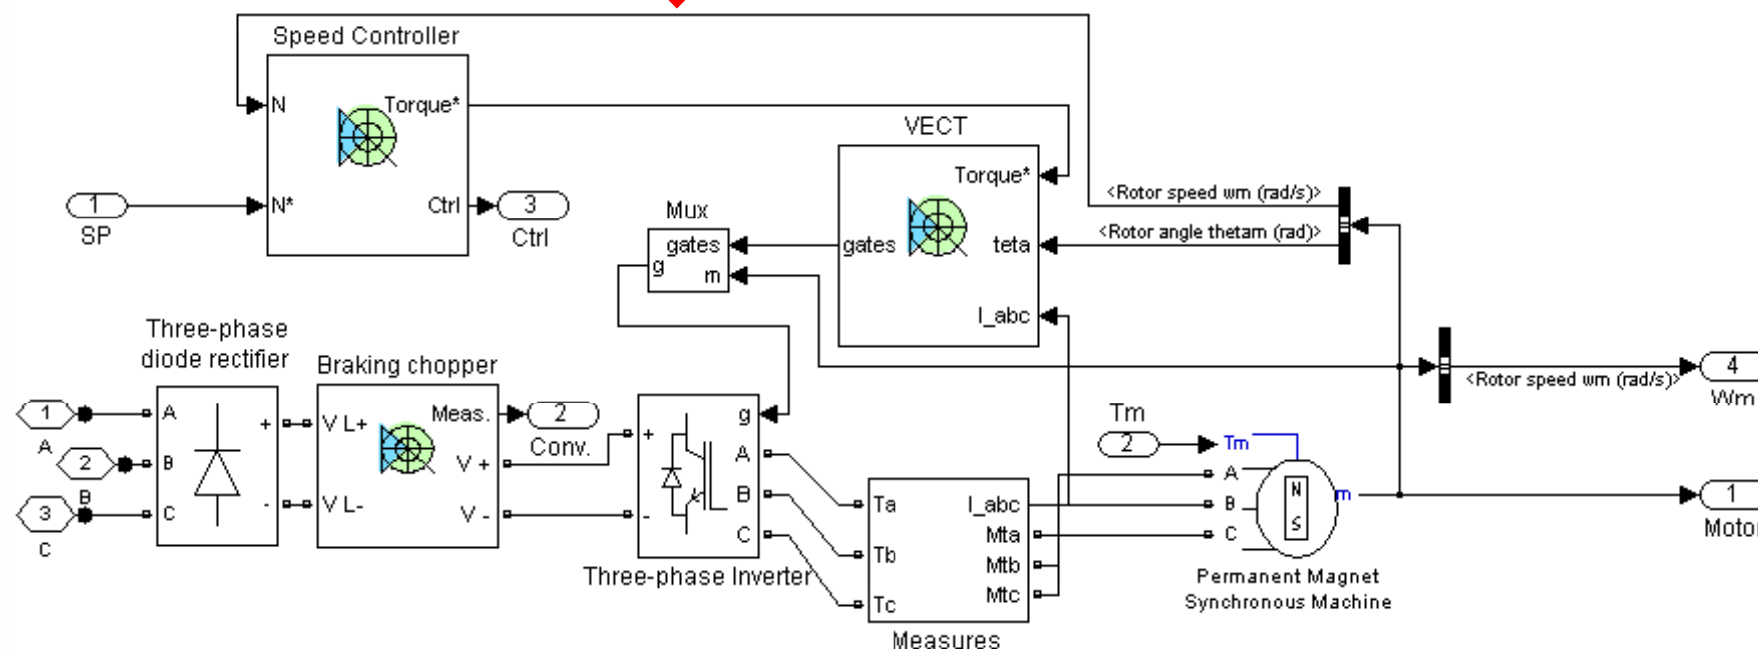 Speed Controller
N
Torque*
N*
Ctrl
1
SP
3
Ctrl
VECT
Torque*
gates
teta
I_abc
<Rotor speed wm (rad/s)>
<Rotor angle thetam (rad)>
Mux
gates
g
m
Three-phase
diode rectifier
A
+
B
C
-
1
A
2
B
3
C
Braking chopper
V L+
Meas.
V +
V L-
V -
2
Conv.
g
+
A
B
-
C
Three-phase Inverter
Ta
I_abc
Mta
Tb
Mtb
Mtc
Tc
Measures
Tm
2
Tm
A
B
C
N
S
m
Permanent Magnet
Synchronous Machine
<Rotor speed wm (rad/s)>
4
Wm
1
Motor